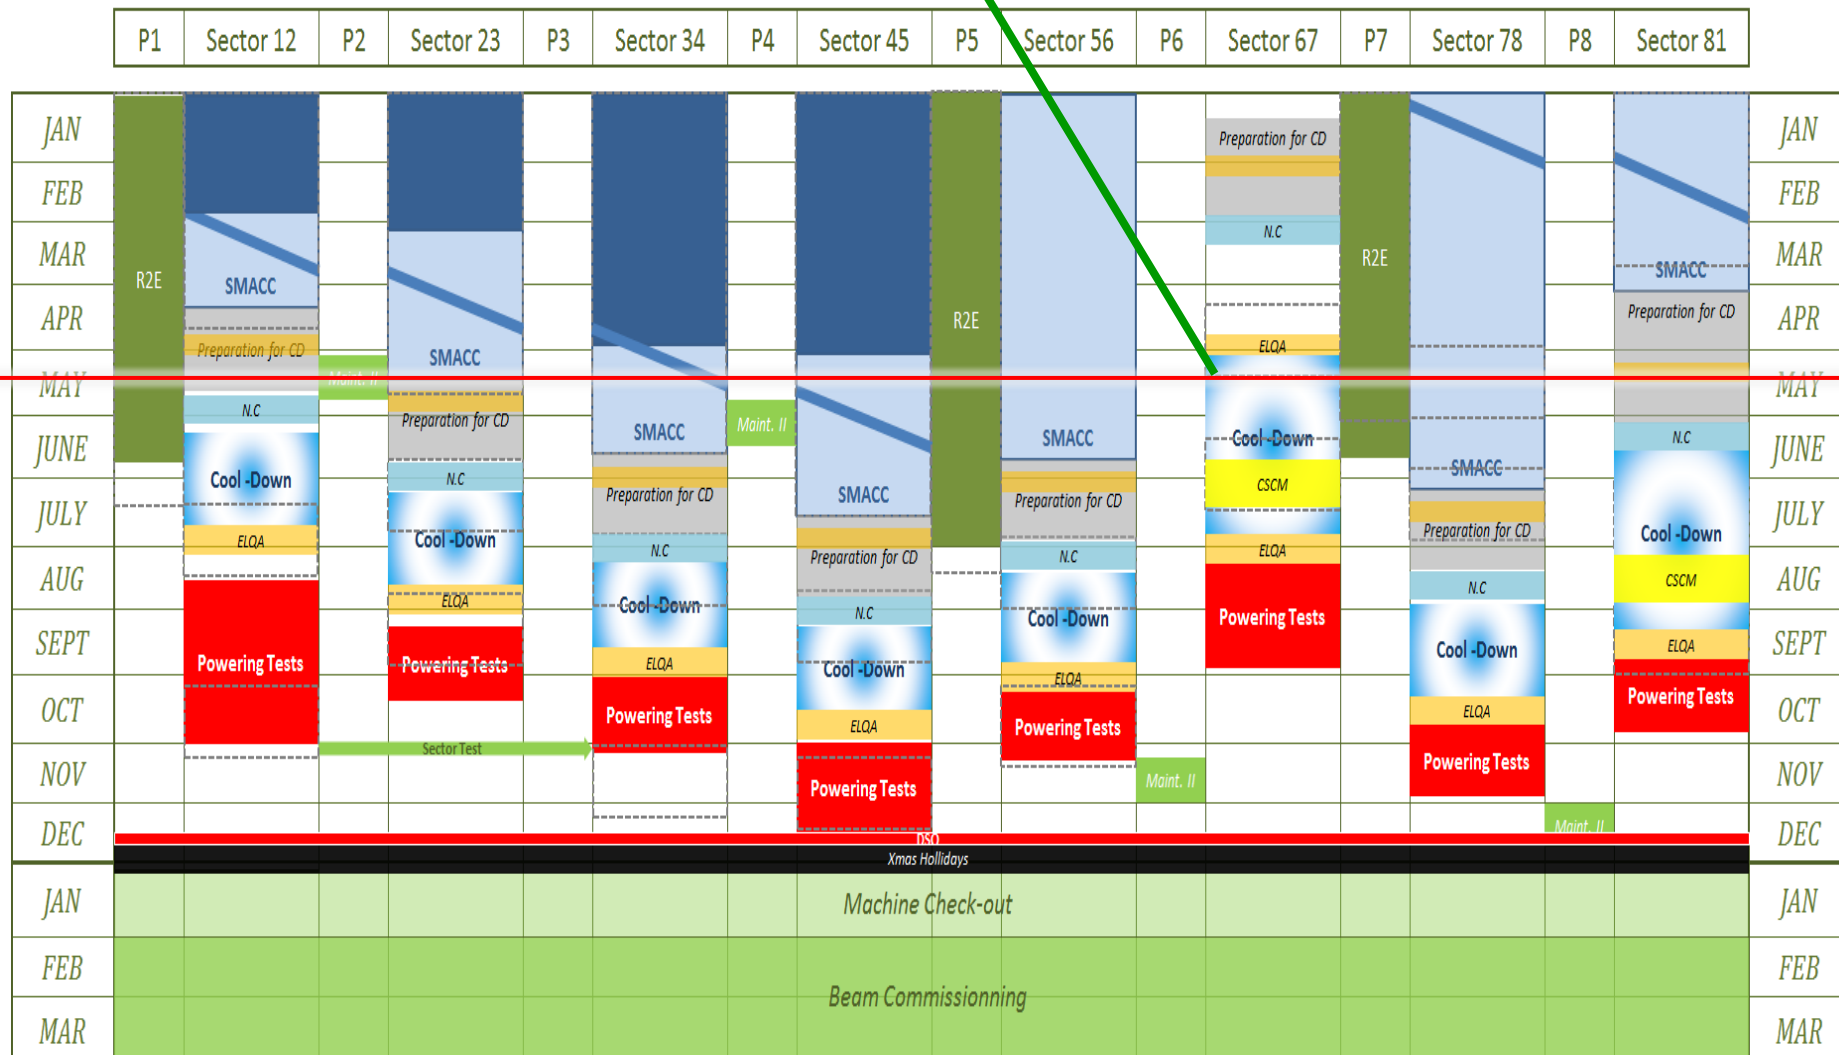 P1 Sector 12 P2 Sector 23 P3 Sector 34 P4 Sector 45 P5 Sector 56 P6 Sector 67 P7 Sector 78 P8 Sector 81
JAN Preparation for CD JAN
FEB FEB
N.C
MAR R2E SMACC R2E SMACC MAR
APR R2E Preparation for CD APR
Preparation for CD SMACC ELQA
MAY Maint. II MAY
N.C Preparation for CD SMACC Maint. II SMACC Cool -Down N.C
JUNE JUNE
Cool -Down N.C Preparation for CD SMACC Preparation for CD CSCM SMACC
JULY JULY
ELQA Cool -Down N.C Preparation for CD N.C ELQA Preparation for CD Cool -Down
AUG AUG
ELQA Cool -Down N.C Cool -Down Powering Tests N.C CSCM
SEPT SEPT
Powering Tests Powering Tests ELQA Cool -Down ELQA Cool -Down ELQA
OCT OCT
Powering Tests ELQA Powering Tests ELQA Powering Tests
Sector Test
NOV Powering Tests Maint. II Powering Tests NOV
DEC Maint. II DEC
DSO
Xmas Hollidays
JAN Machine Check-out JAN
FEB FEB
Beam Commissionning
MAR MAR